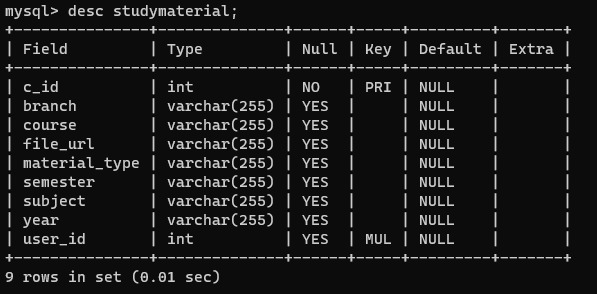 mysql> desc studymaterial;
+---------------+--------------+------+-----+---------+-------+
| Field         | Type         | Null | Key | Default | Extra |
+---------------+--------------+------+-----+---------+-------+
| c_id          | int          | NO   | PRI | NULL    |       |
| branch        | varchar(255) | YES  |     | NULL    |       |
| course        | varchar(255) | YES  |     | NULL    |       |
| file_url      | varchar(255) | YES  |     | NULL    |       |
| material_type | varchar(255) | YES  |     | NULL    |       |
| semester      | varchar(255) | YES  |     | NULL    |       |
| subject       | varchar(255) | YES  |     | NULL    |       |
| year          | varchar(255) | YES  |     | NULL    |       |
| user_id       | int          | YES  | MUL | NULL    |       |
+---------------+--------------+------+-----+---------+-------+
9 rows in set (0.01 sec)